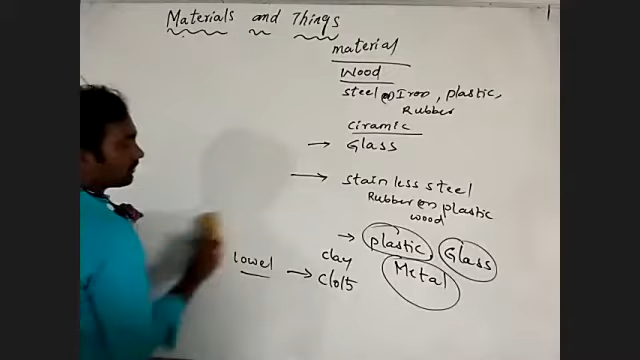 Materials and Things
material
Wood
Steel or Iron, plastic,
Rubber
Ciramic
→ Glass
→ Stainless steel
Rubber or plastic
wood
→ plastic, Glass
Metal
towel → clay
Cloth